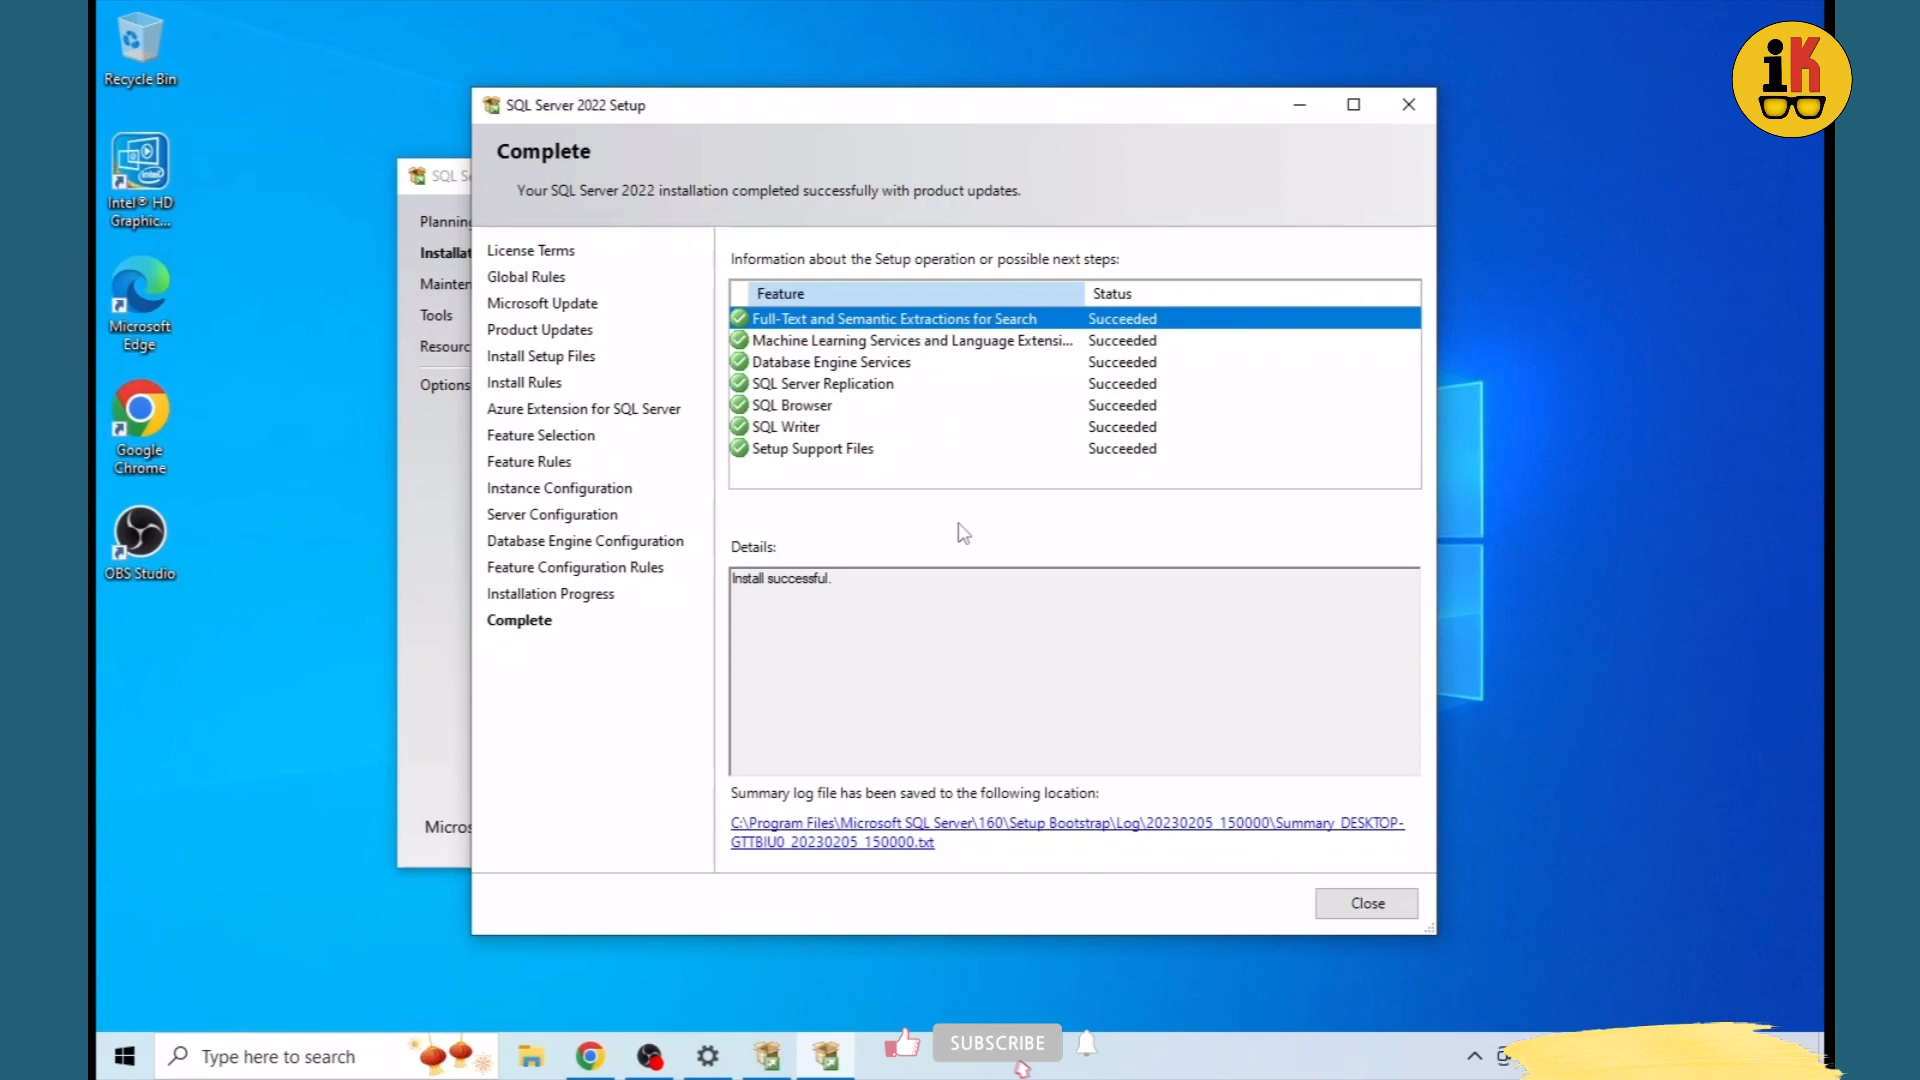 Recycle Bin
Intel® HD
Graphic...
Microsoft
Edge
Google
Chrome
OBS Studio
iK
SQL S
Planning
Installat
Mainten
Tools
Resourc
Options
Micros
SQL Server 2022 Setup
Complete
Your SQL Server 2022 installation completed successfully with product updates.
License Terms
Global Rules
Microsoft Update
Product Updates
Install Setup Files
Install Rules
Azure Extension for SQL Server
Feature Selection
Feature Rules
Instance Configuration
Server Configuration
Database Engine Configuration
Feature Configuration Rules
Installation Progress
Complete
Information about the Setup operation or possible next steps:
Feature Status
Full-Text and Semantic Extractions for Search Succeeded
Machine Learning Services and Language Extensi... Succeeded
Database Engine Services Succeeded
SQL Server Replication Succeeded
SQL Browser Succeeded
SQL Writer Succeeded
Setup Support Files Succeeded
Details:
Install successful.
Summary log file has been saved to the following location:
C:\Program Files\Microsoft SQL Server\160\Setup Bootstrap\Log\20230205_150000\Summary_DESKTOP-
GTTBIU0_20230205_150000.txt
Close
Type here to search
SUBSCRIBE